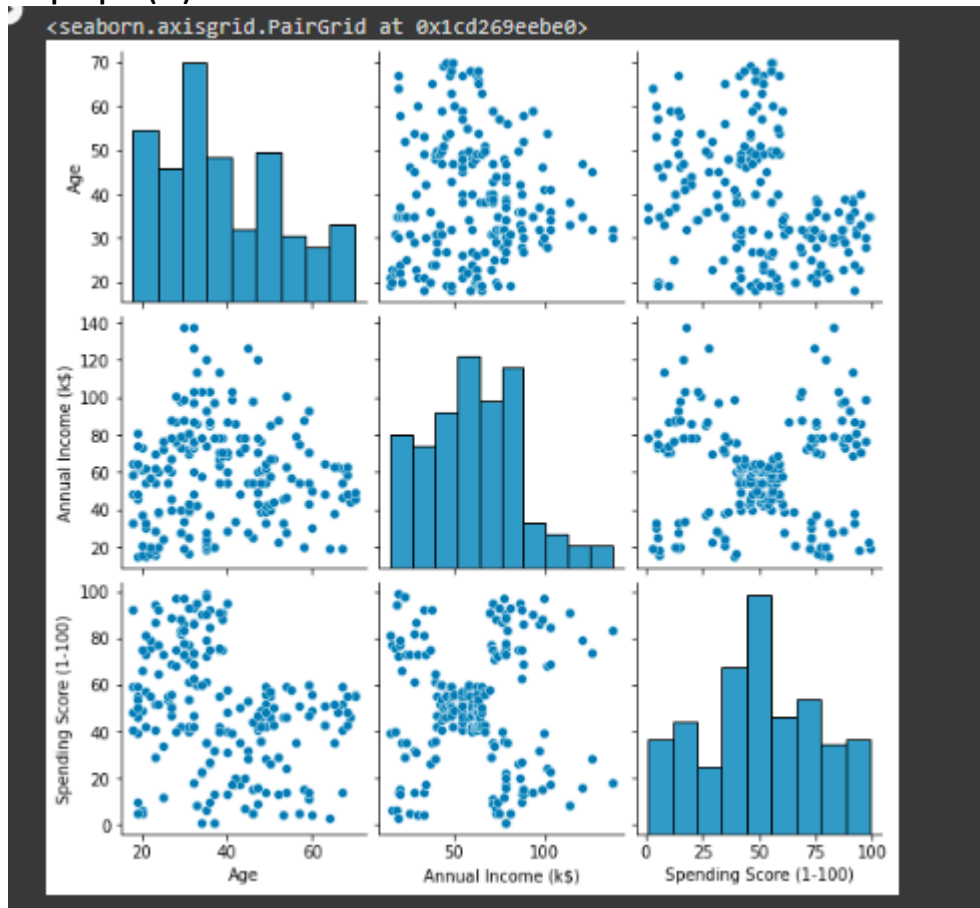 <seaborn.axisgrid.PairGrid at 0x1cd269eebe0>
70
60
50
40
30
20
Age
140
120
100
80
60
40
20
Annual Income (k$)
100
80
60
40
20
0
Spending Score (1-100)
20 40 60
Age
50 100
Annual Income (k$)
0 25 50 75 100
Spending Score (1-100)